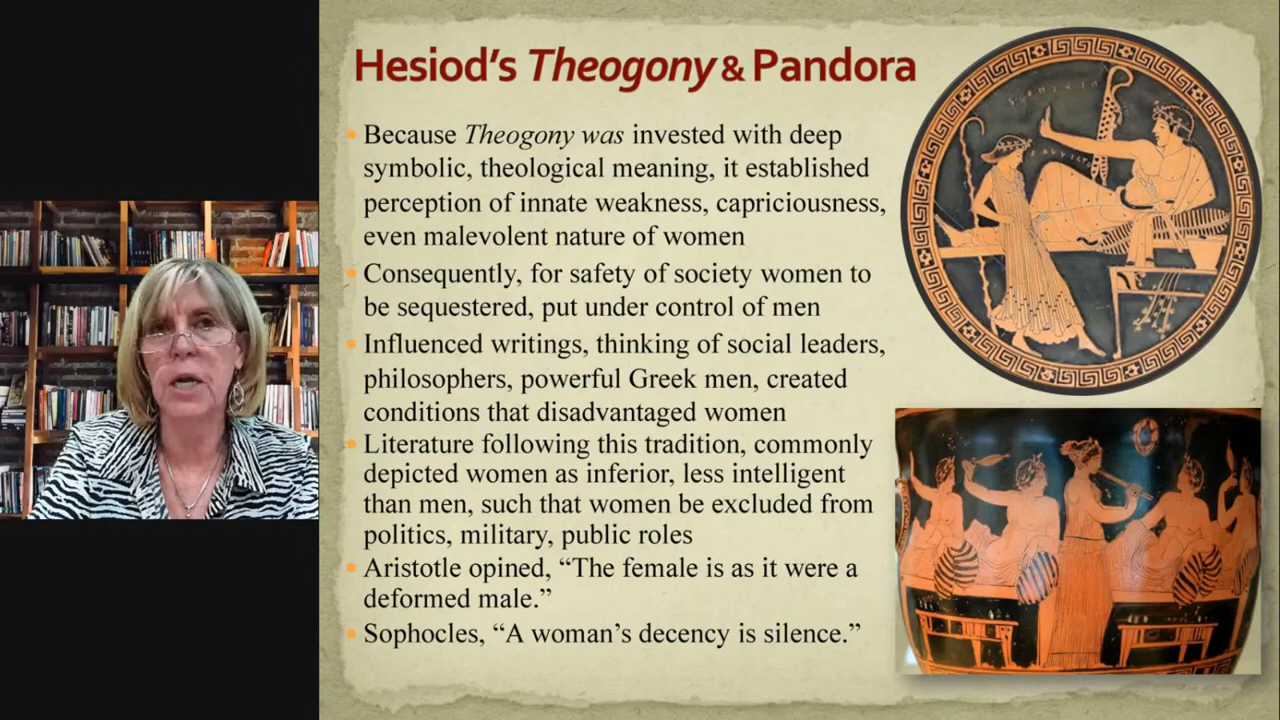 Hesiod's Theogony & Pandora
Because Theogony was invested with deep
symbolic, theological meaning, it established
perception of innate weakness, capriciousness,
even malevolent nature of women
Consequently, for safety of society women to
be sequestered, put under control of men
Influenced writings, thinking of social leaders,
philosophers, powerful Greek men, created
conditions that disadvantaged women
Literature following this tradition, commonly
depicted women as inferior, less intelligent
than men, such that women be excluded from
politics, military, public roles
Aristotle opined, “The female is as it were a
deformed male.”
Sophocles, “A woman’s decency is silence.”